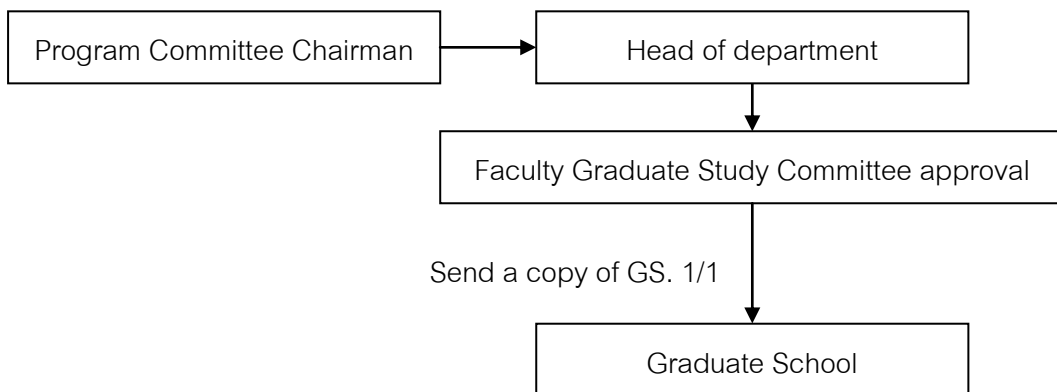 Program Committee Chairman
Head of department
Faculty Graduate Study Committee approval
Send a copy of GS. 1/1
Graduate School